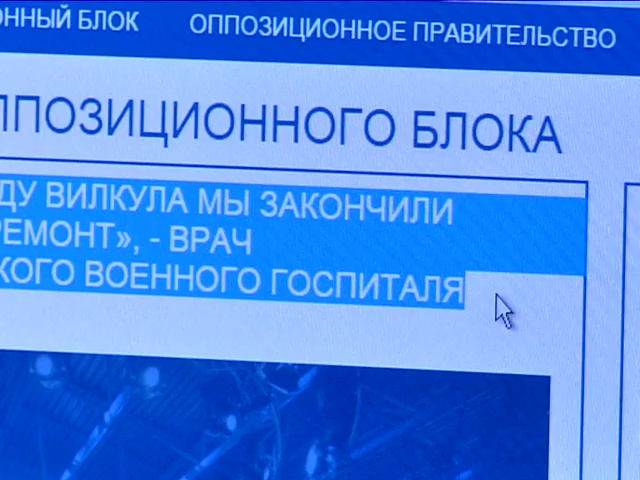 ОННЫЙ БЛОК ОППОЗИЦИОННОЕ ПРАВИТЕЛЬСТВО
ППОЗИЦИОННОГО БЛОКА
ДУ ВИЛКУЛА МЫ ЗАКОНЧИЛИ
РЕМОНТ», - ВРАЧ
КОГО ВОЕННОГО ГОСПИТАЛЯ